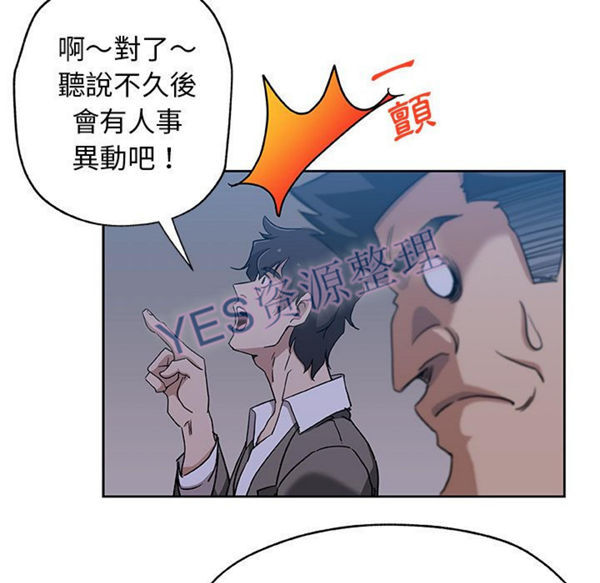 啊～對了～
聽說不久後
會有人事
異動吧！
一顫
YES资源整理